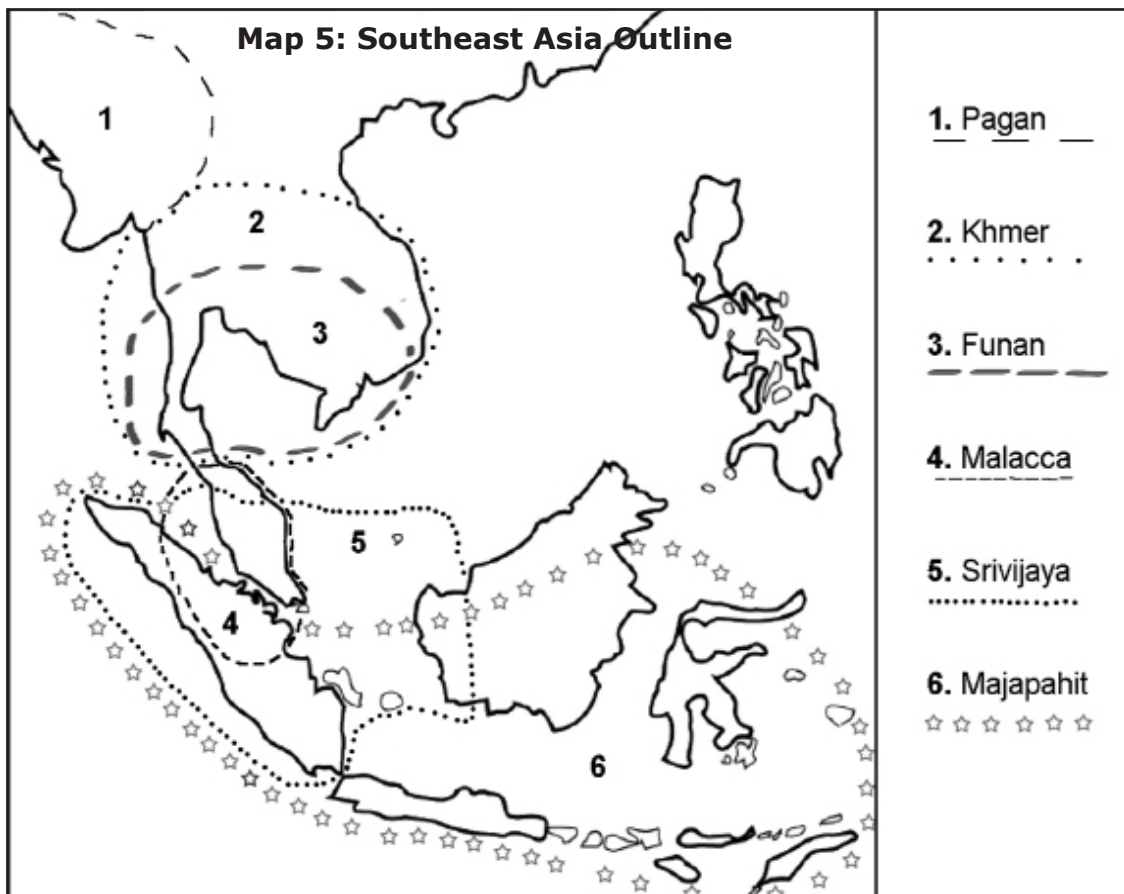 Map 5: Southeast Asia Outline
1
2
3
4
5
6
1. Pagan
2. Khmer
3. Funan
4. Malacca
5. Srivijaya
6. Majapahit